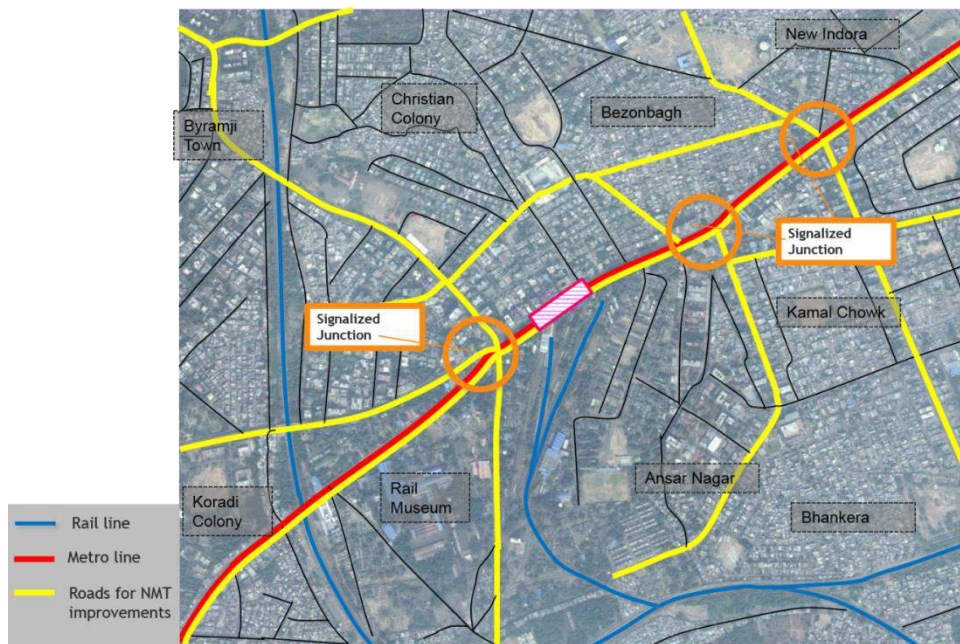 New Indora
Christian
Colony
Bezonbagh
Byramji
Town
Signalized
Junction
Kamal Chowk
Signalized
Junction
Ansar Nagar
Rail
Museum
Koradi
Colony
Bhankera
Rail line
Metro line
Roads for NMT
improvements